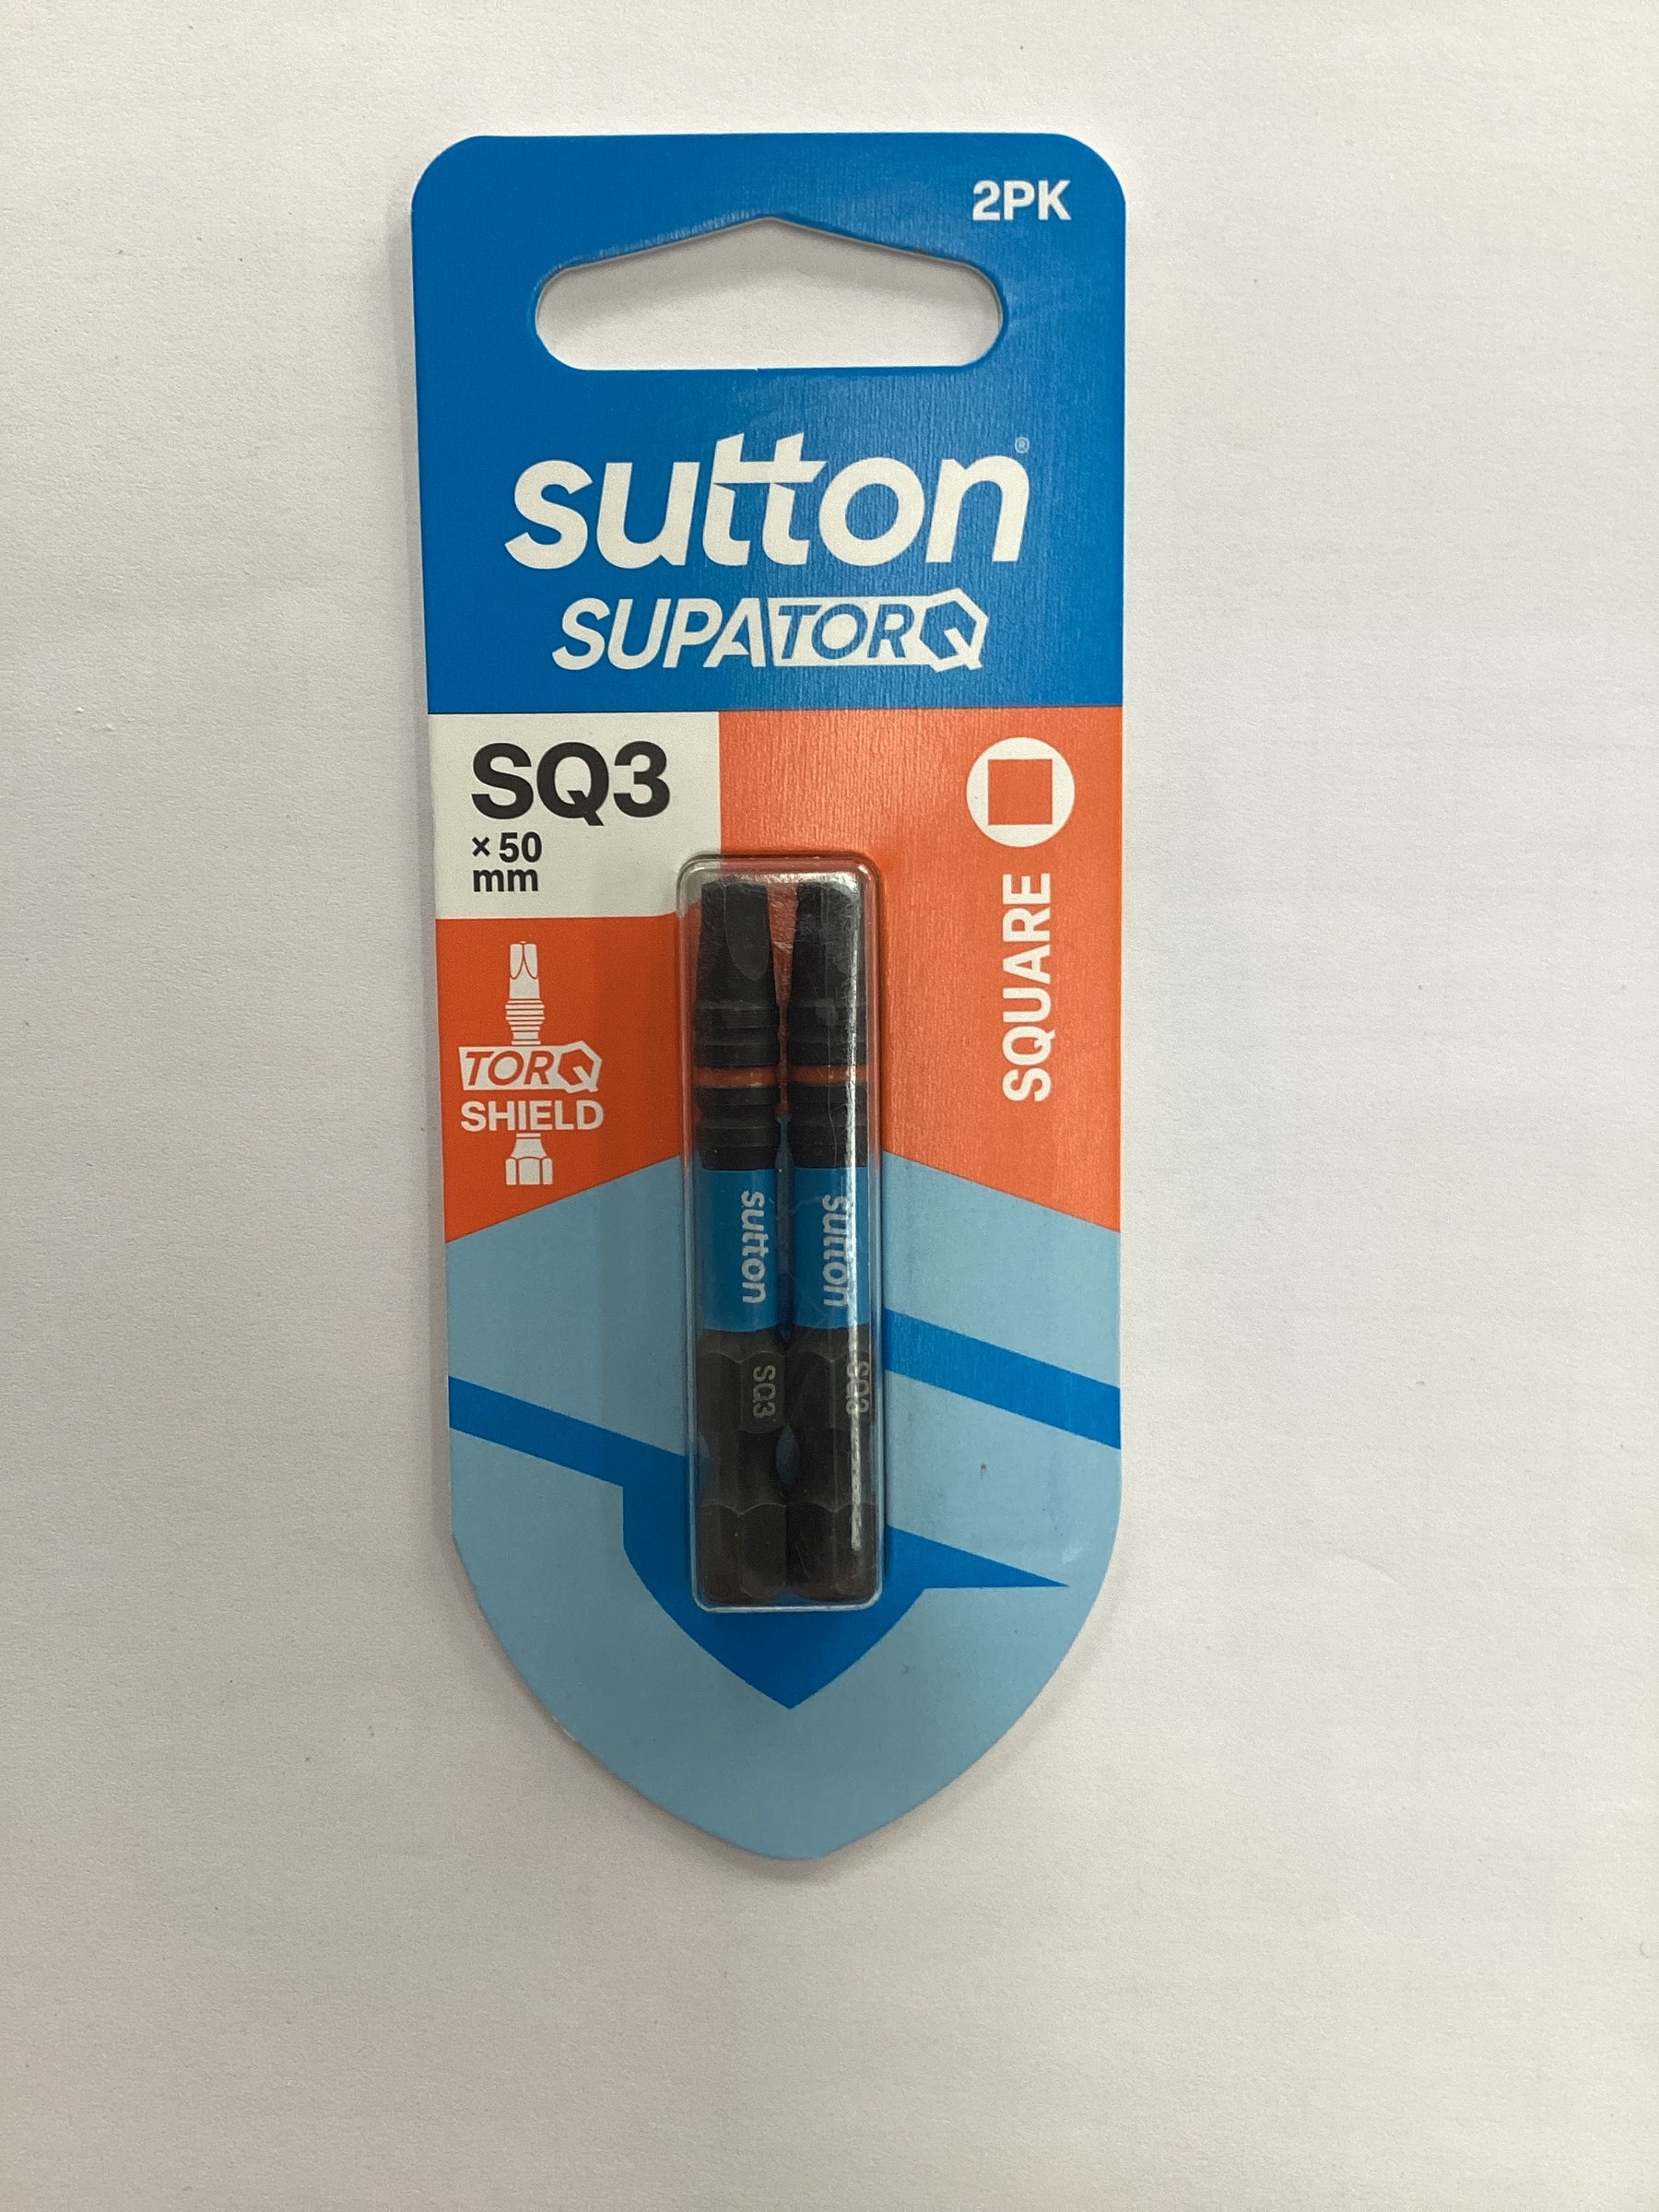 2PK
sutton®
SUPATORQ
SQ3
× 50
mm
SQUARE
TORQ
SHIELD
sutton
sutton
SQ3
SQ3